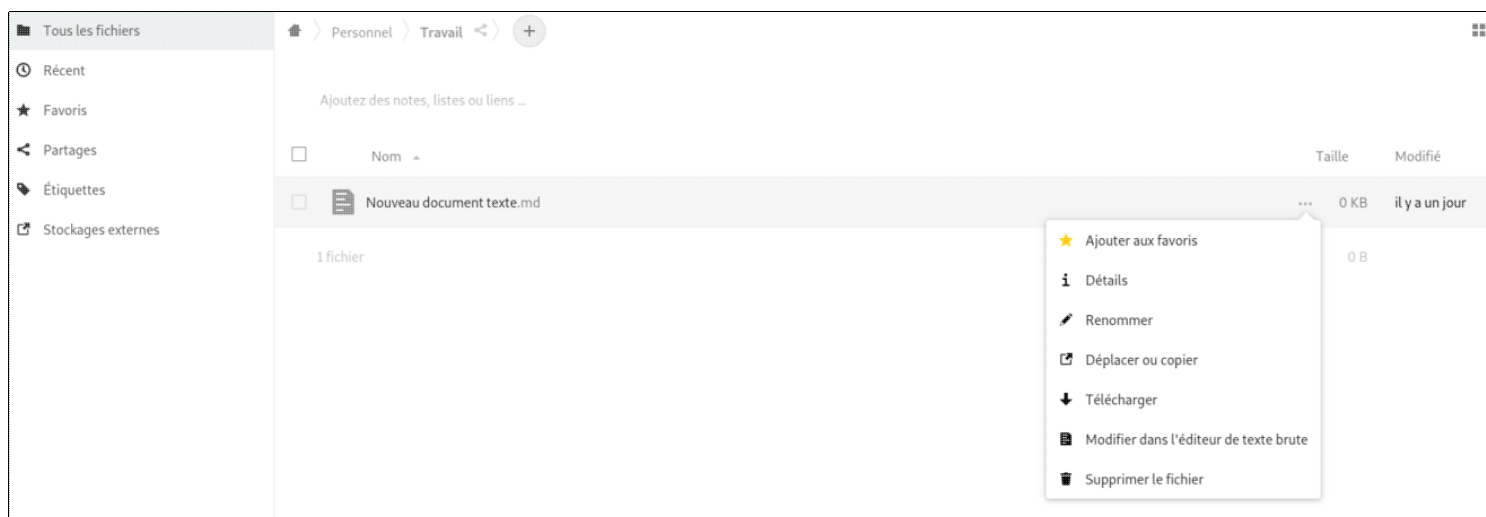 Tous les fichiers
Récent
Favoris
Partages
Étiquettes
Stockages externes
Personnel Travail +
Ajoutez des notes, listes ou liens ...
Nom Taille Modifié
Nouveau document texte.md ... 0 KB il y a un jour
1 fichier 0 B
Ajouter aux favoris
Détails
Renommer
Déplacer ou copier
Télécharger
Modifier dans l'éditeur de texte brute
Supprimer le fichier